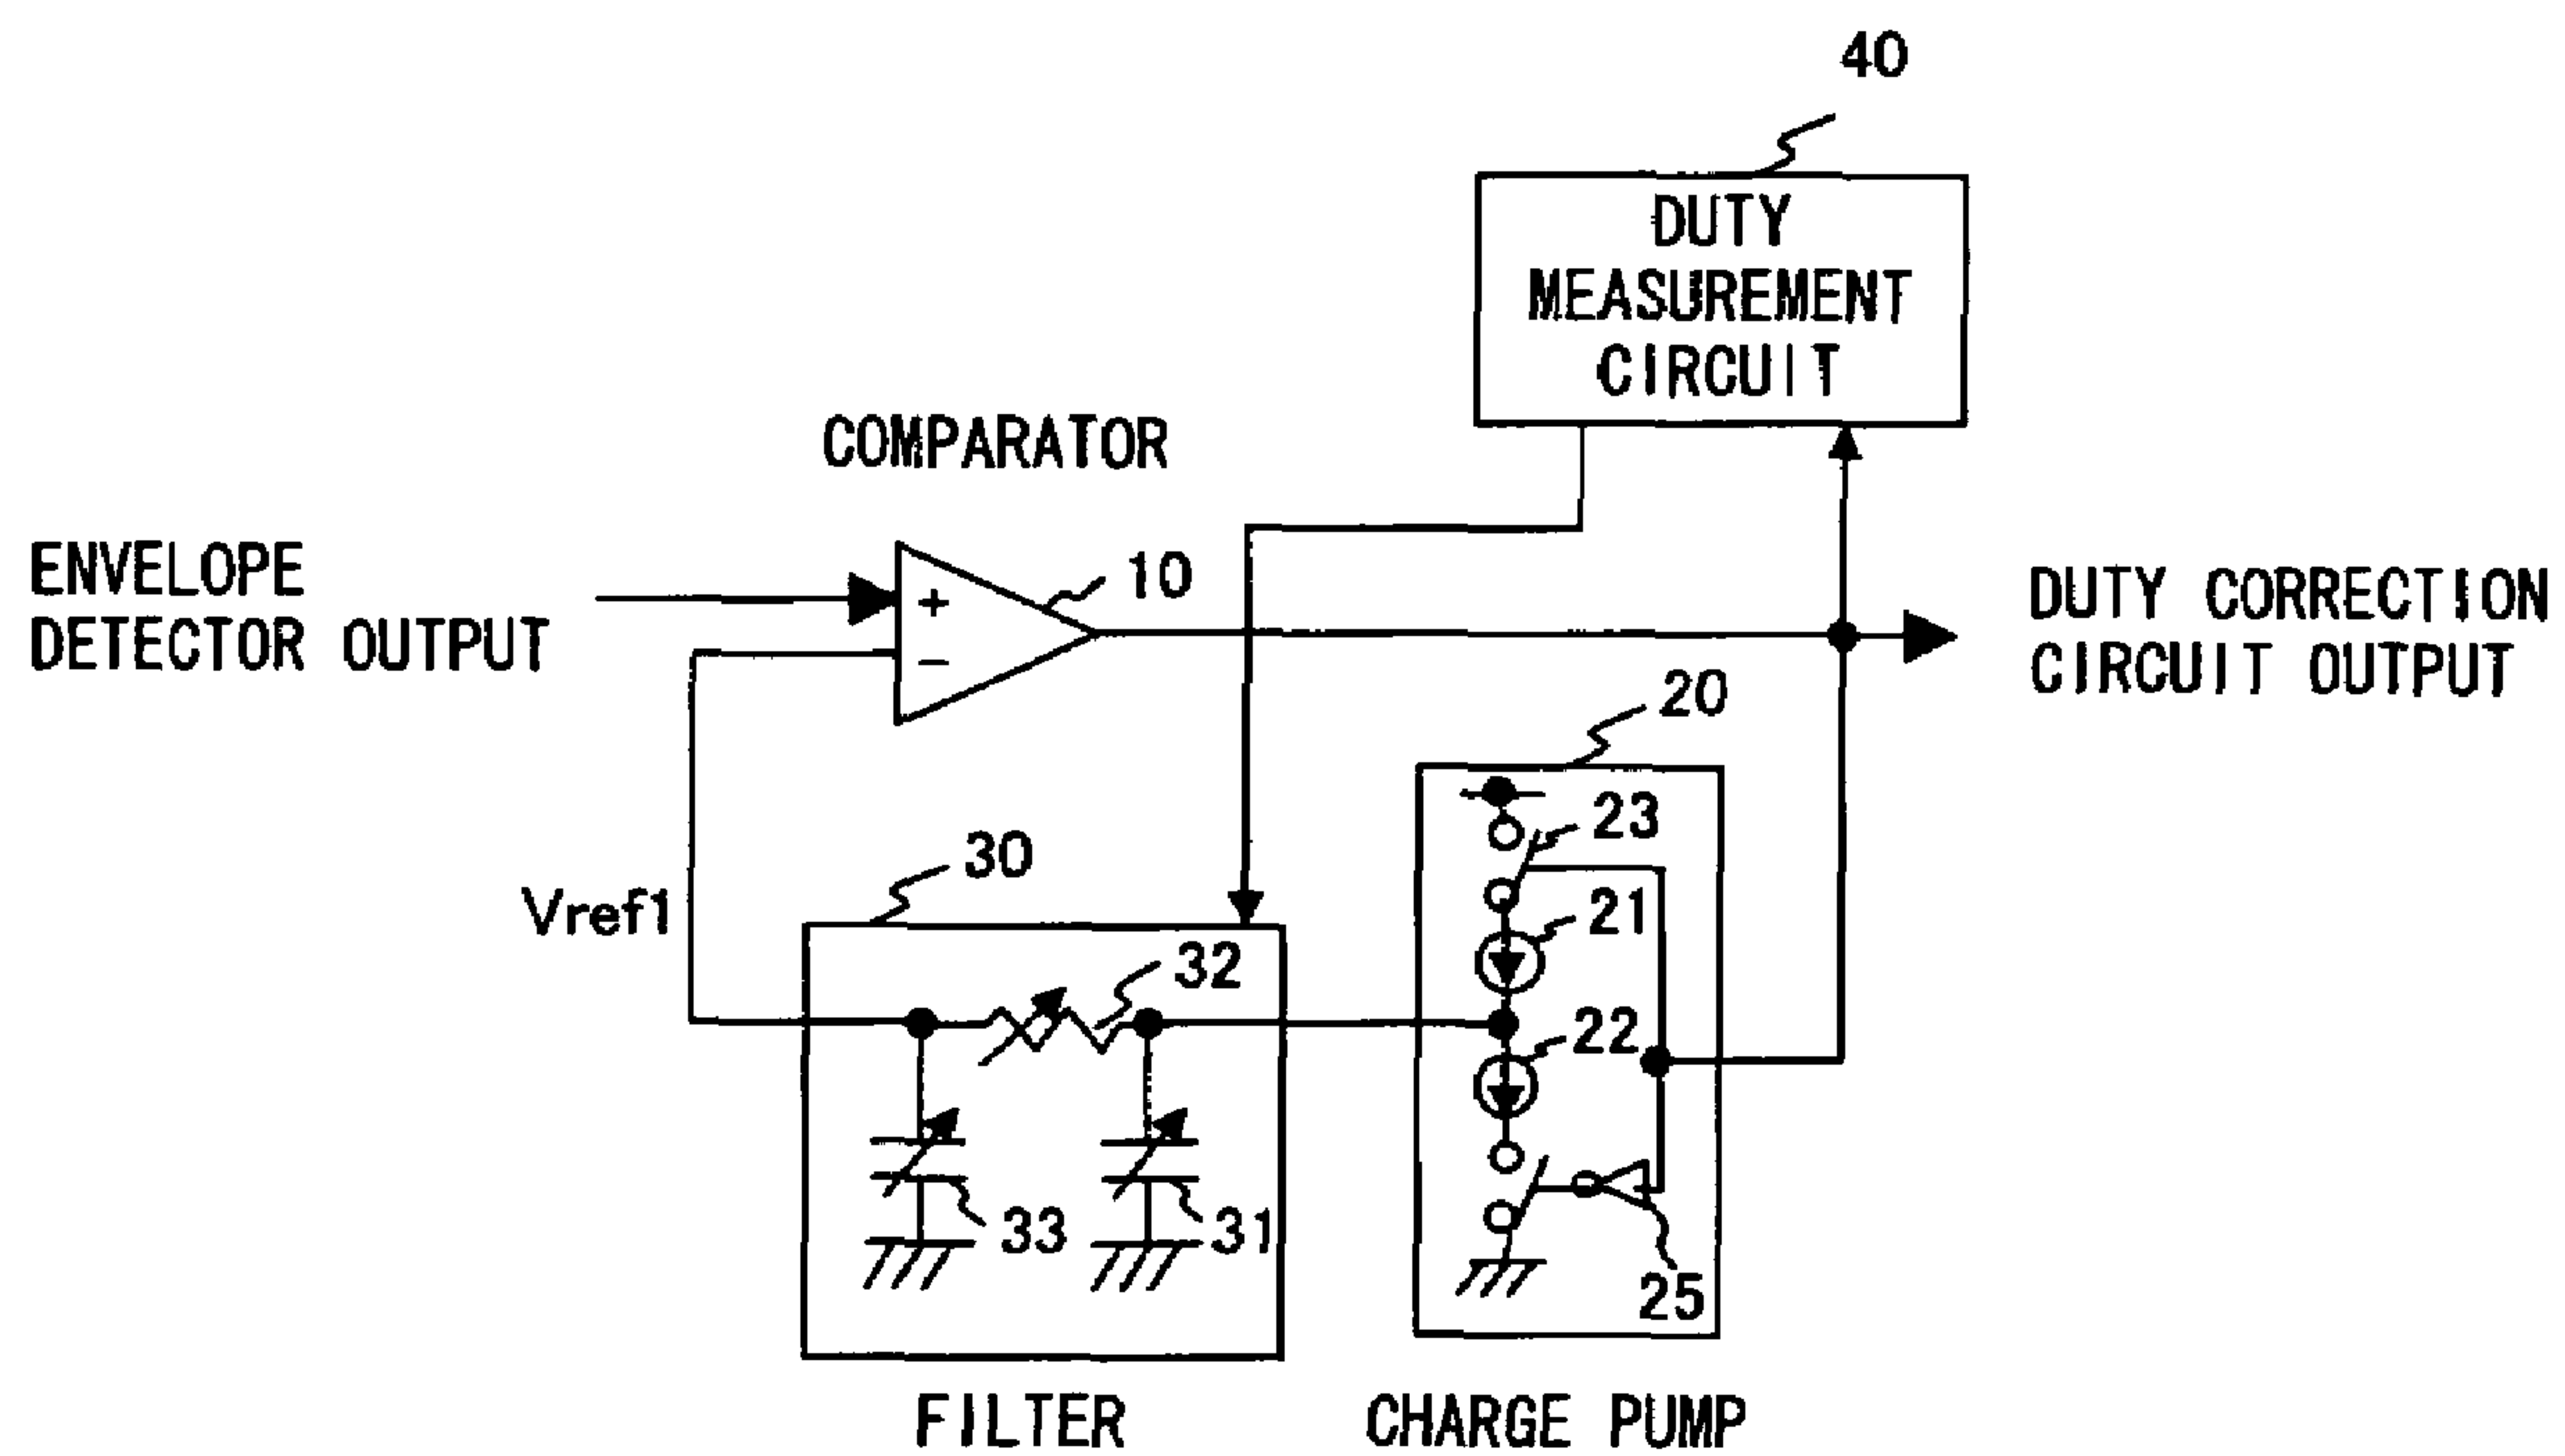 40
DUTY
MEASUREMENT
CIRCUIT
COMPARATOR
ENVELOPE
DETECTOR OUTPUT
+
−
10
DUTY CORRECTION
CIRCUIT OUTPUT
20
23
30
Vref1
21
32
22
33
31
25
FILTER
CHARGE PUMP